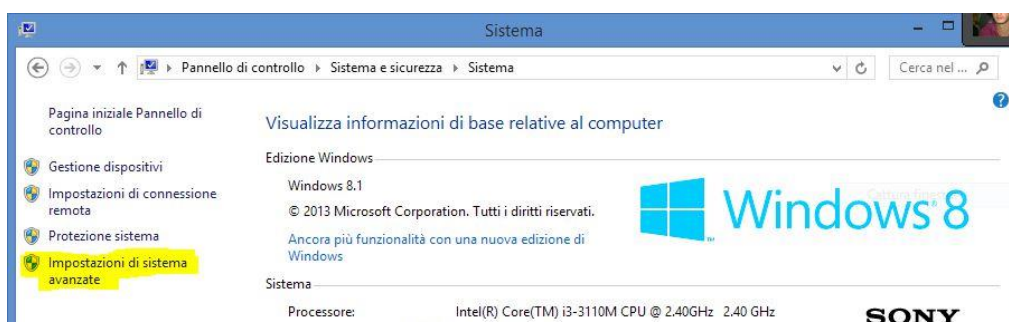 Sistema
Pannello di controllo Sistema e sicurezza Sistema
Cerca nel ...
Pagina iniziale Pannello di
controllo
Gestione dispositivi
Impostazioni di connessione
remota
Protezione sistema
Impostazioni di sistema
avanzate
Visualizza informazioni di base relative al computer
Edizione Windows
Windows 8.1
© 2013 Microsoft Corporation. Tutti i diritti riservati.
Ancora più funzionalità con una nuova edizione di
Windows
Windows 8
Sistema
Processore: Intel(R) Core(TM) i3-3110M CPU @ 2.40GHz 2.40 GHz
SONY